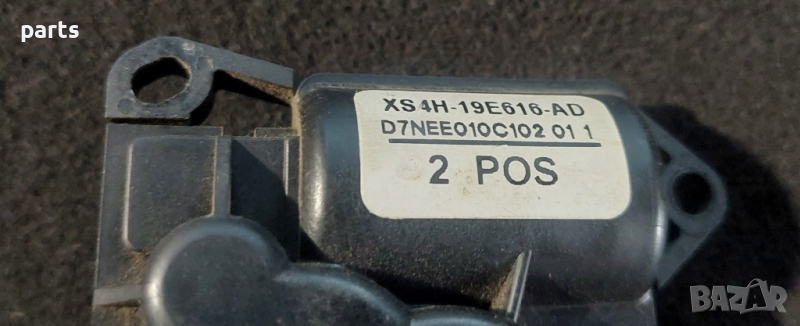 parts
XS4H-19E616-AD
D7NEE010C102 01 1
2 POS
BAZAR